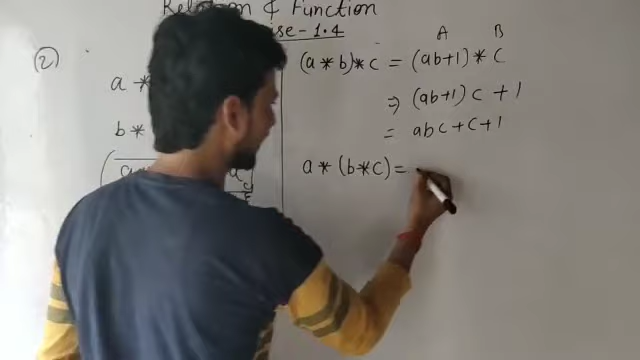 Relation & Function
ise-1.4
(2)
a *
b *
A B
(a * b) * c = (ab+1) * c
⇒ (ab+1) c + 1
= abc + c + 1
a * (b * c) =